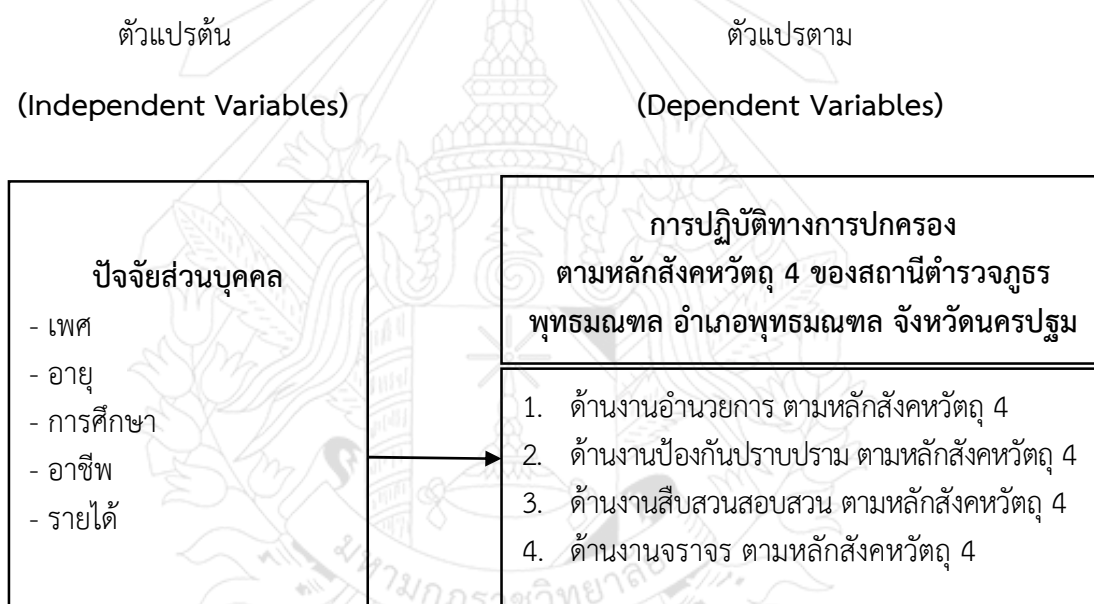 ตัวแปรต้น
(Independent Variables)
ปัจจัยส่วนบุคคล
- เพศ
- อายุ
- การศึกษา
- อาชีพ
- รายได้
ตัวแปรตาม
(Dependent Variables)
การปฏิบัติทางการปกครอง
ตามหลักสังคหวัตถุ 4 ของสถานีตำรวจภูธร
พุทธมณฑล อำเภอพุทธมณฑล จังหวัดนครปฐม
1. ด้านงานอำนวยการ ตามหลักสังคหวัตถุ 4
2. ด้านงานป้องกันปราบปราม ตามหลักสังคหวัตถุ 4
3. ด้านงานสืบสวนสอบสวน ตามหลักสังคหวัตถุ 4
4. ด้านงานจราจร ตามหลักสังคหวัตถุ 4